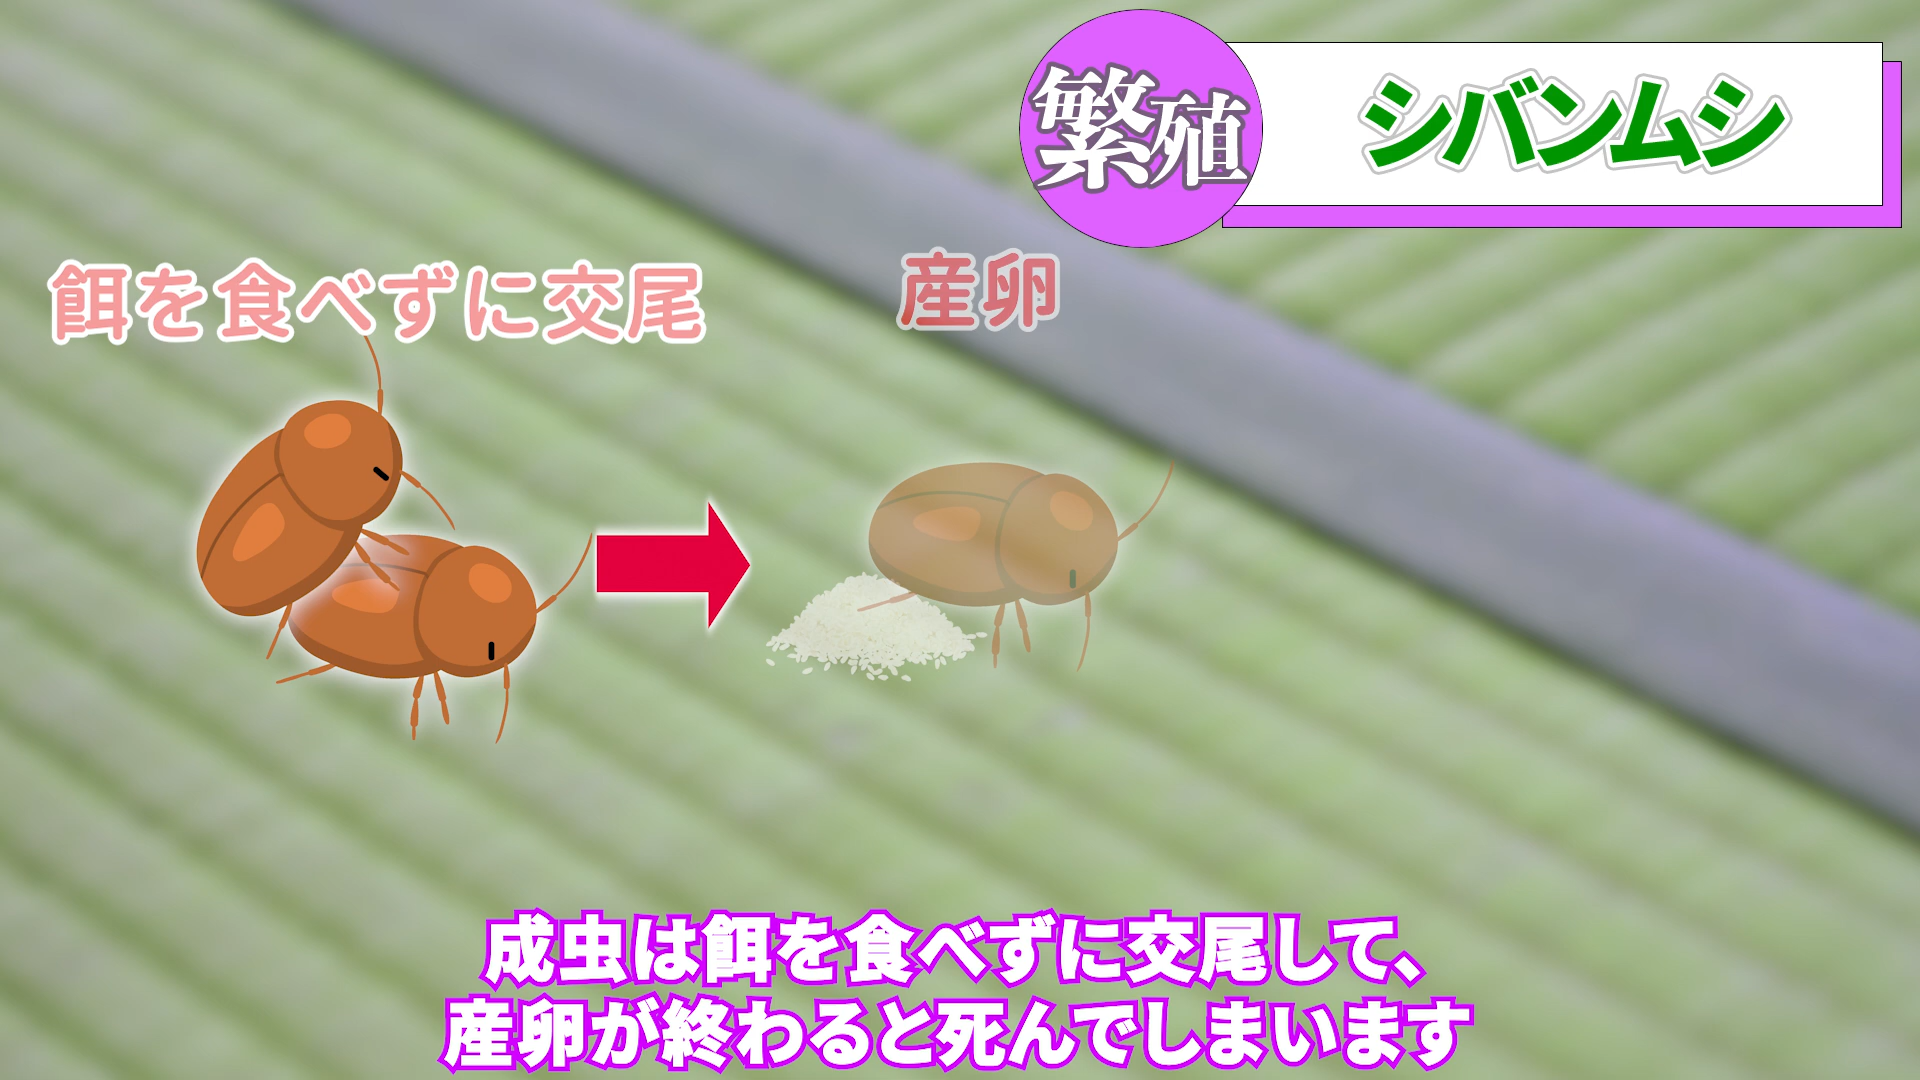 繁殖
シバンムシ
餌を食べずに交尾
産卵
成虫は餌を食べずに交尾して、
産卵が終わると死んでしまいます